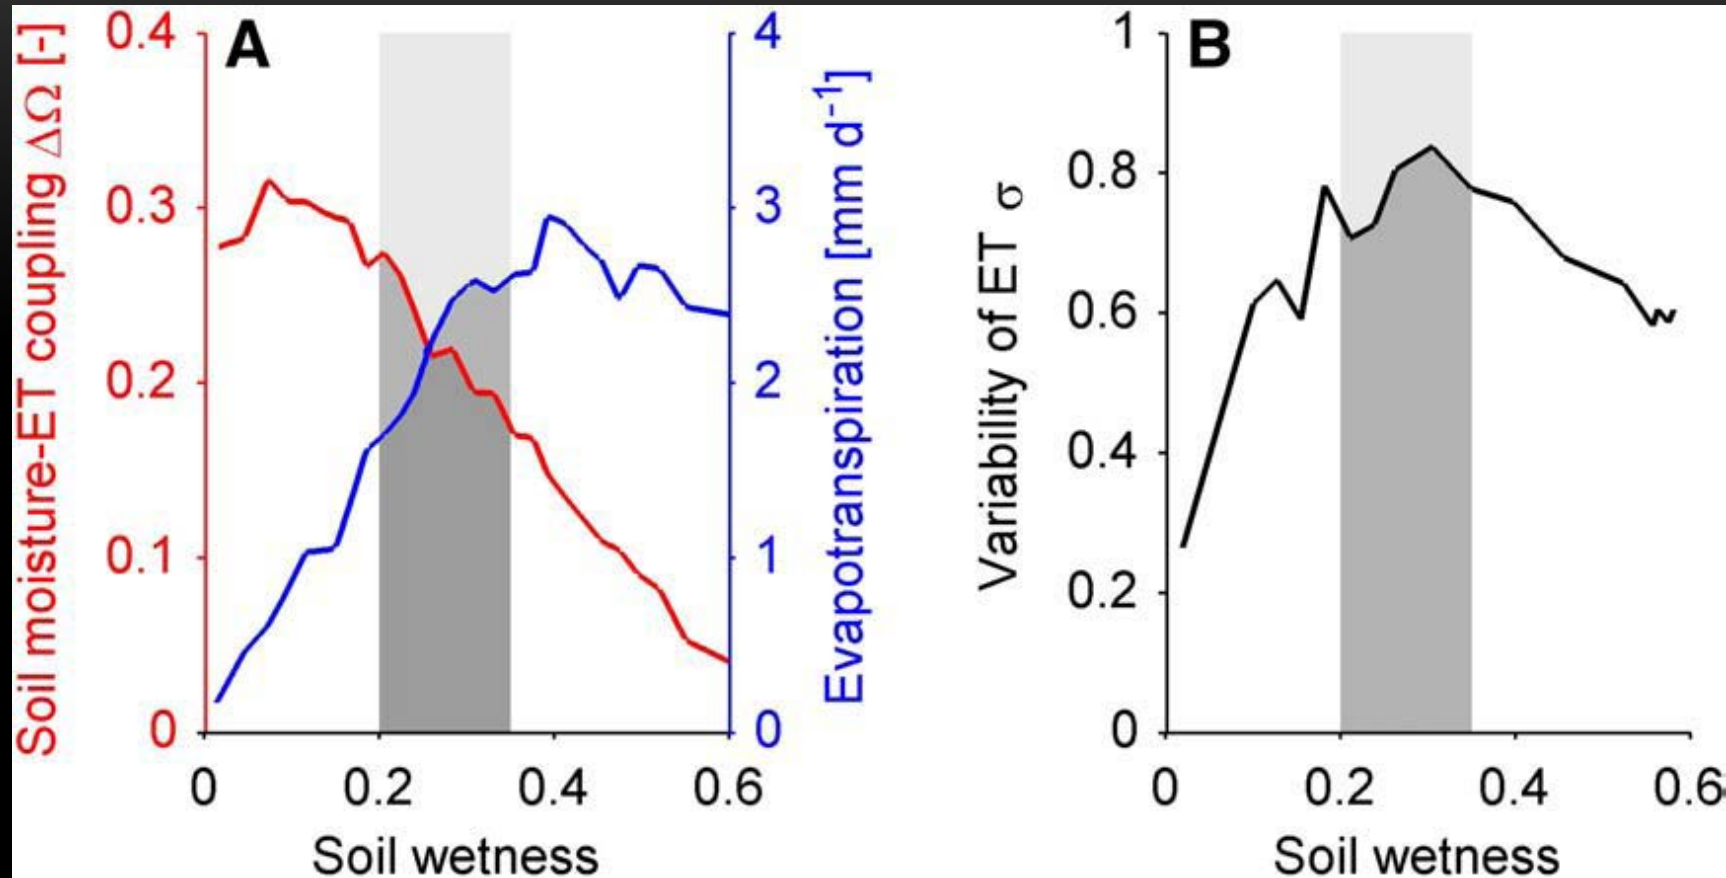 A
Soil moisture-ET coupling ΔΩ [-]
0.4
0.3
0.2
0.1
0
4
3
2
1
0
Evapotranspiration [mm d⁻¹]
0 0.2 0.4 0.6
Soil wetness
B
Variability of ET σ
1
0.8
0.6
0.4
0.2
0
0 0.2 0.4 0.6
Soil wetness